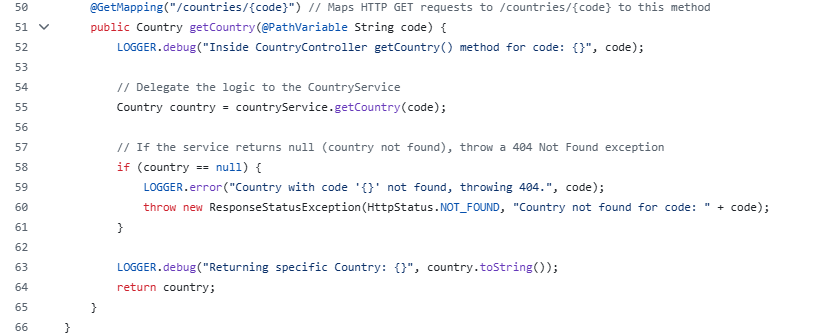 50 @GetMapping("/countries/{code}") // Maps HTTP GET requests to /countries/{code} to this method
51 public Country getCountry(@PathVariable String code) {
52 LOGGER.debug("Inside CountryController getCountry() method for code: {}", code);
53
54 // Delegate the logic to the CountryService
55 Country country = countryService.getCountry(code);
56
57 // If the service returns null (country not found), throw a 404 Not Found exception
58 if (country == null) {
59 LOGGER.error("Country with code '{}' not found, throwing 404.", code);
60 throw new ResponseStatusException(HttpStatus.NOT_FOUND, "Country not found for code: " + code);
61 }
62
63 LOGGER.debug("Returning specific Country: {}", country.toString());
64 return country;
65 }
66 }